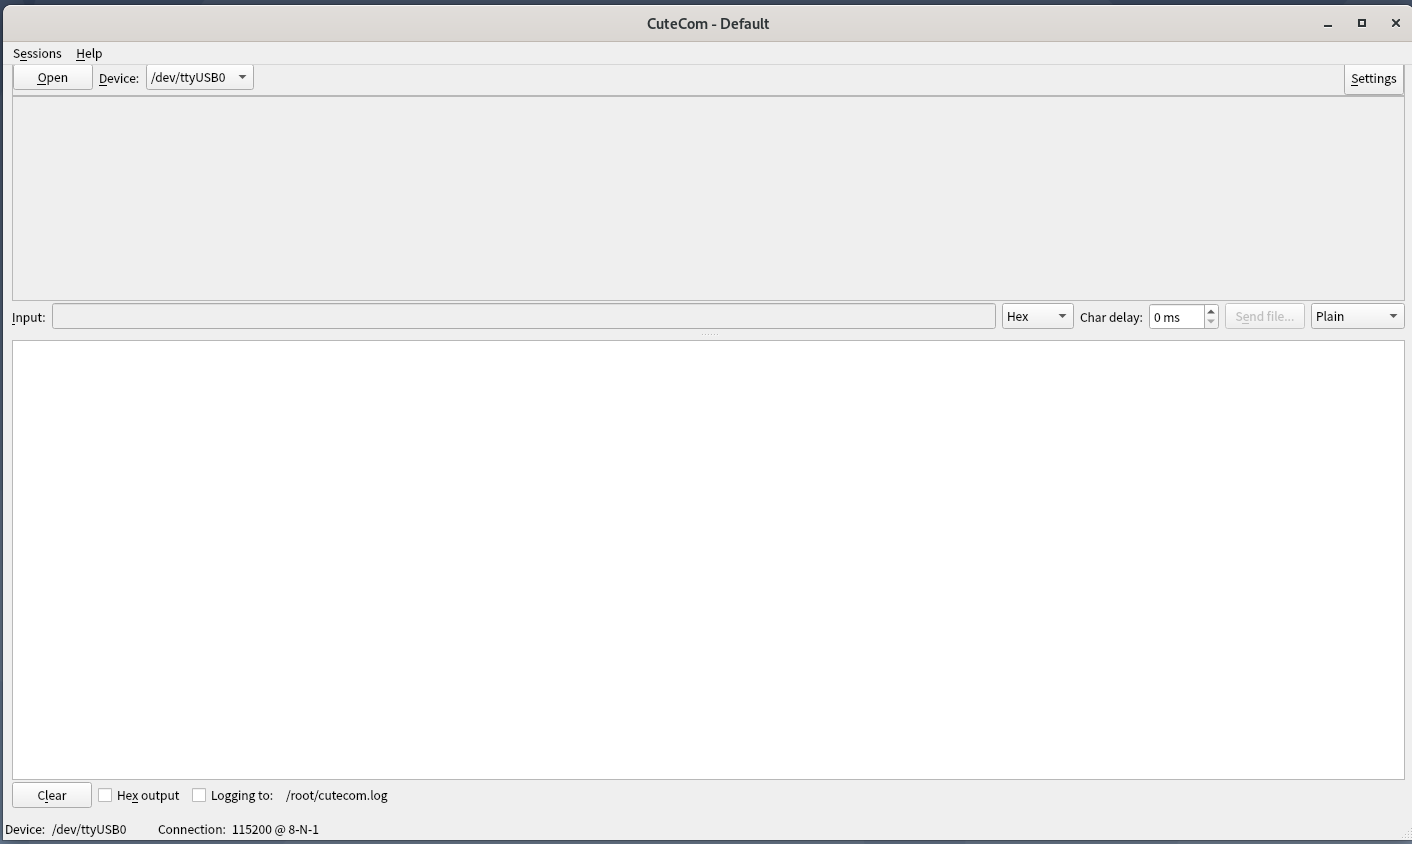 CuteCom - Default
Sessions Help
Open Device: /dev/ttyUSB0 Settings
Input: Hex Char delay: 0 ms Send file... Plain
Clear Hex output Logging to: /root/cutecom.log
Device: /dev/ttyUSB0 Connection: 115200 @ 8-N-1